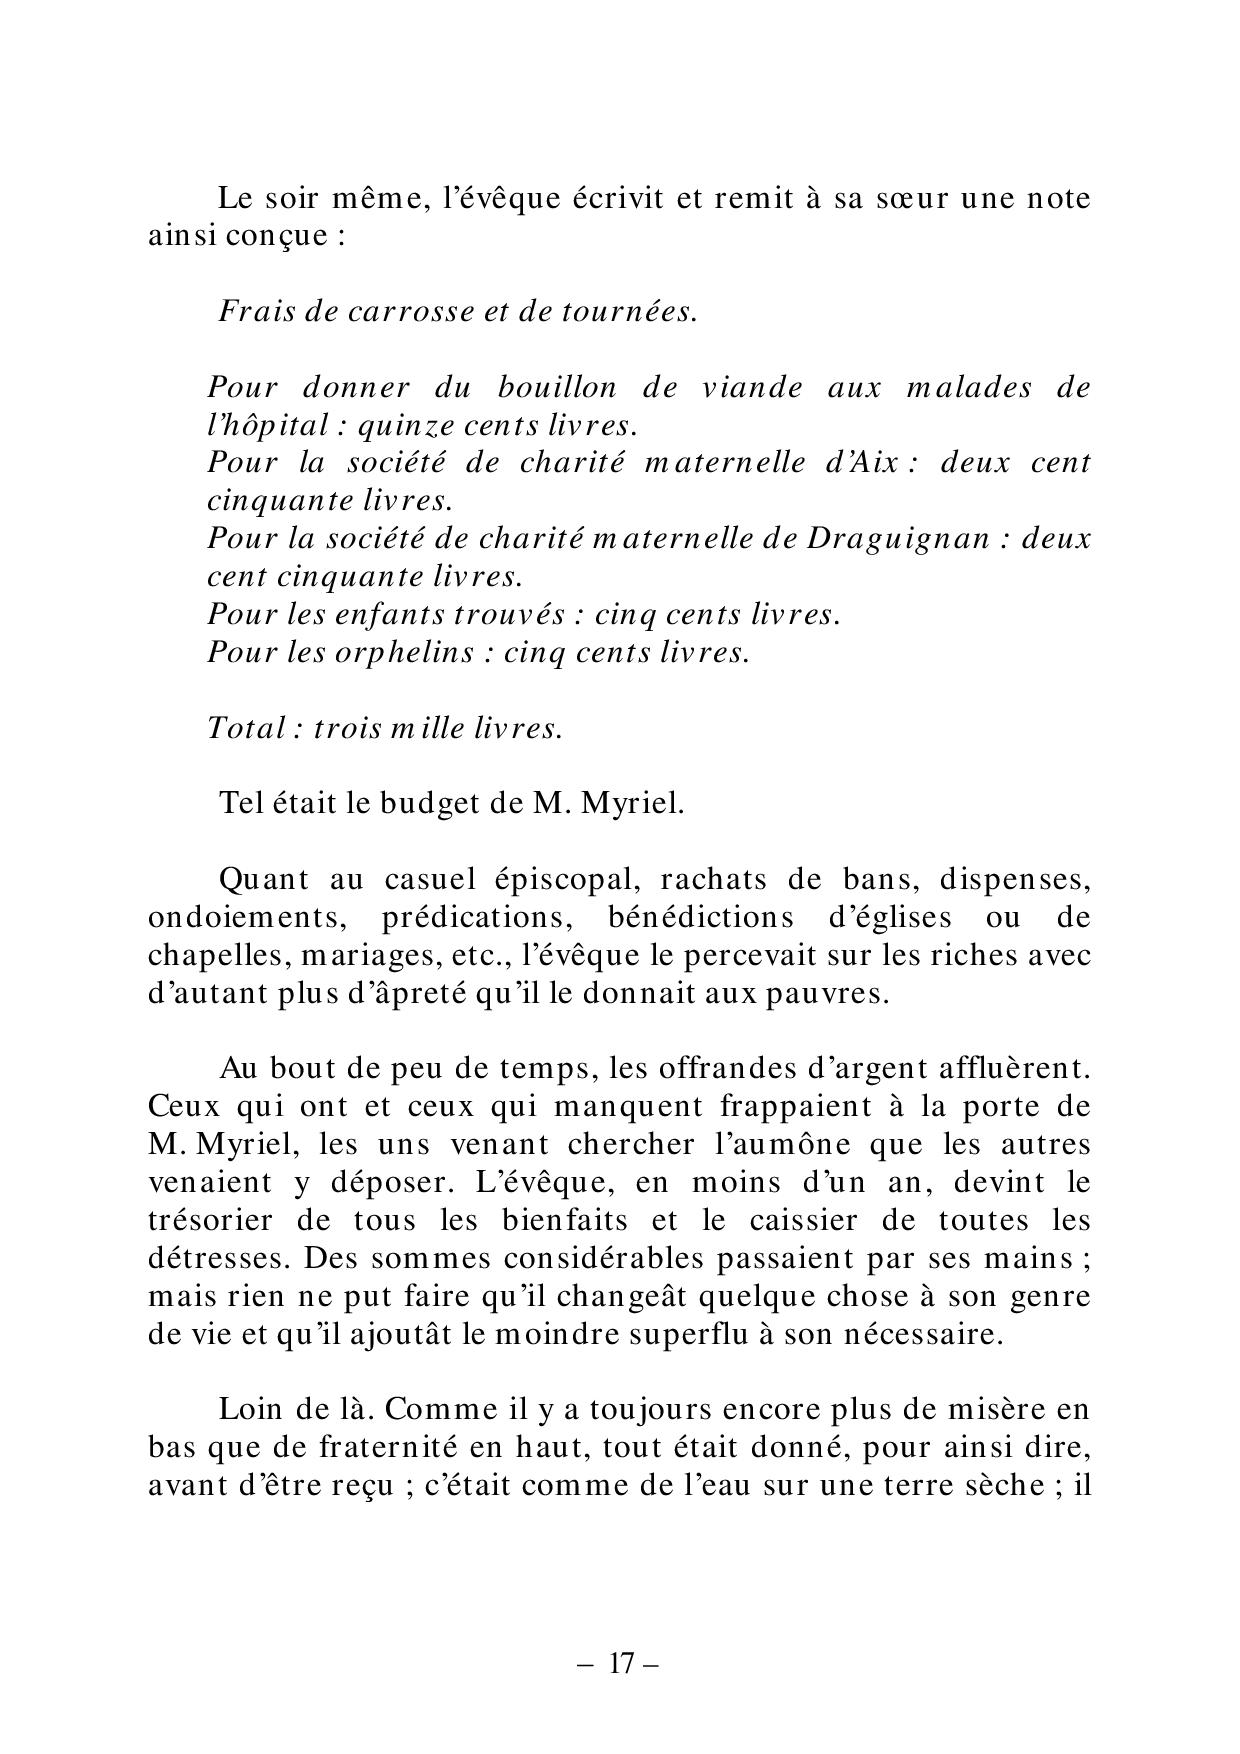 Le soir même, l’évêque écrivit et remit à sa sœur une note
ainsi conçue :
Frais de carrosse et de tournées.
Pour donner du bouillon de viande aux malades de
l’hôpital : quinze cents livres.
Pour la société de charité maternelle d’Aix : deux cent
cinquante livres.
Pour la société de charité maternelle de Draguignan : deux
cent cinquante livres.
Pour les enfants trouvés : cinq cents livres.
Pour les orphelins : cinq cents livres.
Total : trois mille livres.
Tel était le budget de M. Myriel.
Quant au casuel épiscopal, rachats de bans, dispenses,
ondoiements, prédications, bénédictions d’églises ou de
chapelles, mariages, etc., l’évêque le percevait sur les riches avec
d’autant plus d’âpreté qu’il le donnait aux pauvres.
Au bout de peu de temps, les offrandes d’argent affluèrent.
Ceux qui ont et ceux qui manquent frappaient à la porte de
M. Myriel, les uns venant chercher l’aumône que les autres
venaient y déposer. L’évêque, en moins d’un an, devint le
trésorier de tous les bienfaits et le caissier de toutes les
détresses. Des sommes considérables passaient par ses mains ;
mais rien ne put faire qu’il changeât quelque chose à son genre
de vie et qu’il ajoutât le moindre superflu à son nécessaire.
Loin de là. Comme il y a toujours encore plus de misère en
bas que de fraternité en haut, tout était donné, pour ainsi dire,
avant d’être reçu ; c’était comme de l’eau sur une terre sèche ; il
– 17 –